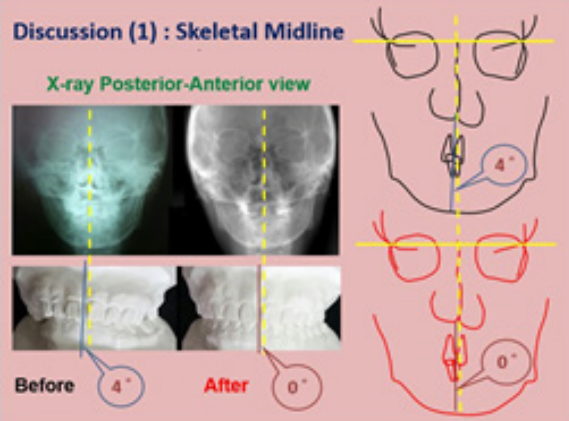 Discussion (1) : Skeletal Midline
X-ray Posterior-Anterior view
4°
Before
4°
After
0°
0°